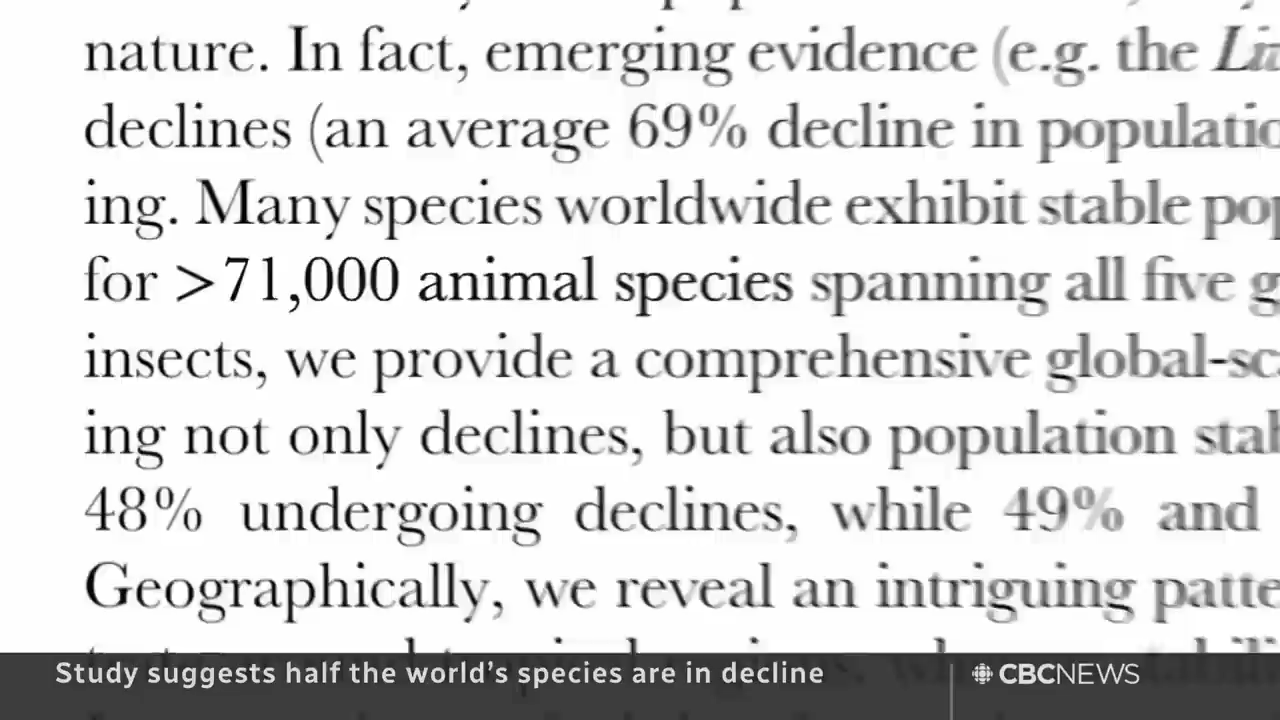 nature. In fact, emerging evidence (e.g. the
declines (an average 69% decline in
ing. Many species worldwide exhibit stable
for >71,000 animal species spanning all five
insects, we provide a comprehensive
ing not only declines, but also population
48% undergoing declines, while 49% and
Geographically, we reveal an intriguing
Study suggests half the world's species are in decline
CBCNEWS